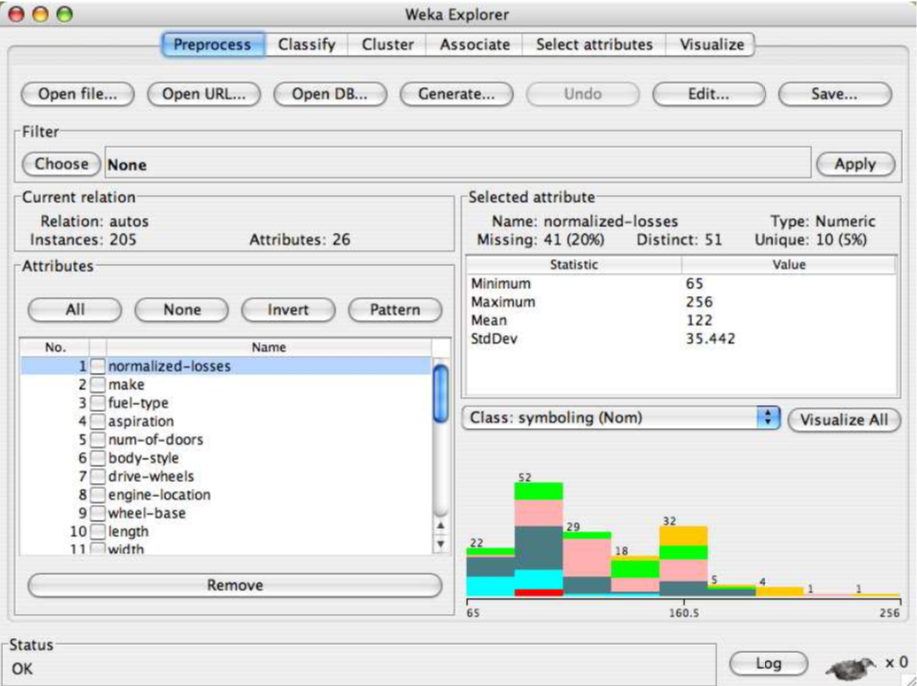 Weka Explorer
Preprocess Classify Cluster Associate Select attributes Visualize
Open file... Open URL... Open DB... Generate... Undo Edit... Save...
Filter
Choose None Apply
Current relation
Relation: autos
Instances: 205 Attributes: 26
Attributes
All None Invert Pattern
No. Name
1 normalized-losses
2 make
3 fuel-type
4 aspiration
5 num-of-doors
6 body-style
7 drive-wheels
8 engine-location
9 wheel-base
10 length
11 width
Remove
Selected attribute
Name: normalized-losses Type: Numeric
Missing: 41 (20%) Distinct: 51 Unique: 10 (5%)
Statistic Value
Minimum 65
Maximum 256
Mean 122
StdDev 35.442
Class: symboling (Nom) Visualize All
22 52 29 18 32 5 4 1 1
65 160.5 256
Status
OK
Log x 0